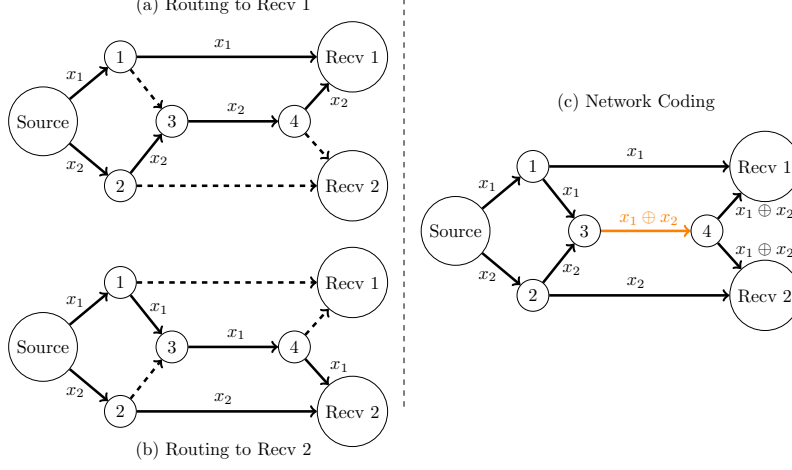 (a) Routing to Recv 1
1
x₁
Recv 1
x₁
Source
3
x₂
4
x₂
x₂
x₂
2
Recv 2
1
Recv 1
x₁
x₁
Source
3
x₁
4
x₂
x₁
2
x₂
Recv 2
(b) Routing to Recv 2
(c) Network Coding
1
x₁
Recv 1
x₁
x₁
x₁ ⊕ x₂
x₁ ⊕ x₂
Source
3
4
x₁ ⊕ x₂
x₂
x₂
2
x₂
Recv 2